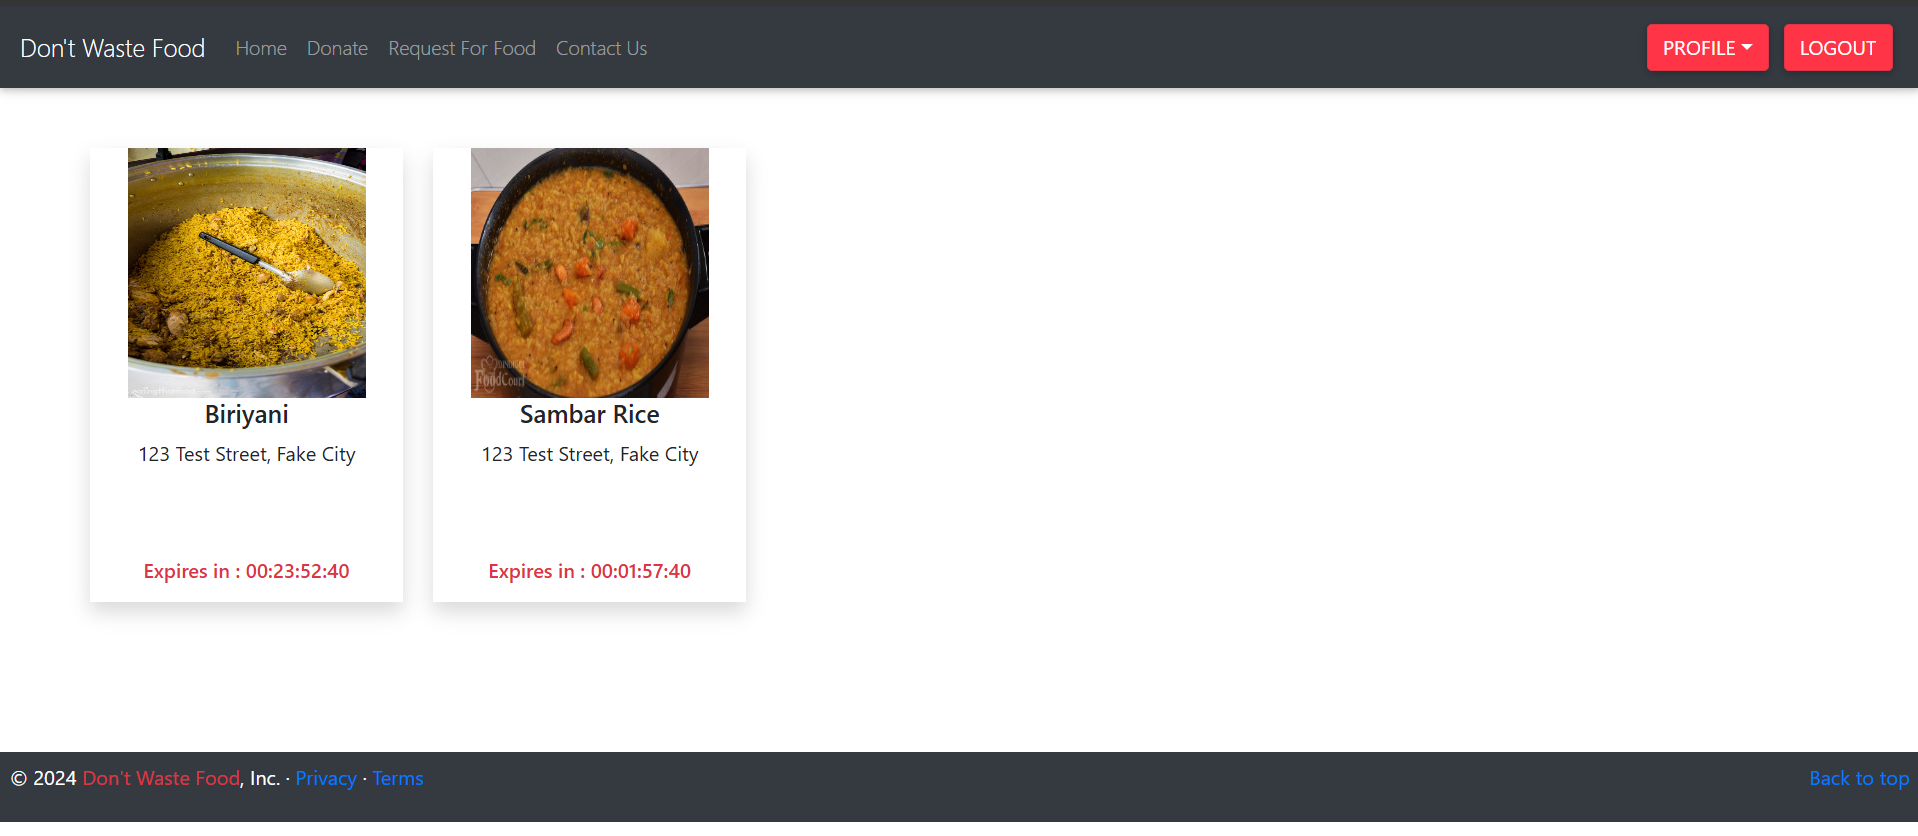 Don't Waste Food Home Donate Request For Food Contact Us PROFILE LOGOUT
FoodCourt
Biriyani
123 Test Street, Fake City
Expires in : 00:23:52:40
Sambar Rice
123 Test Street, Fake City
Expires in : 00:01:57:40
© 2024 Don't Waste Food, Inc. · Privacy · Terms Back to top